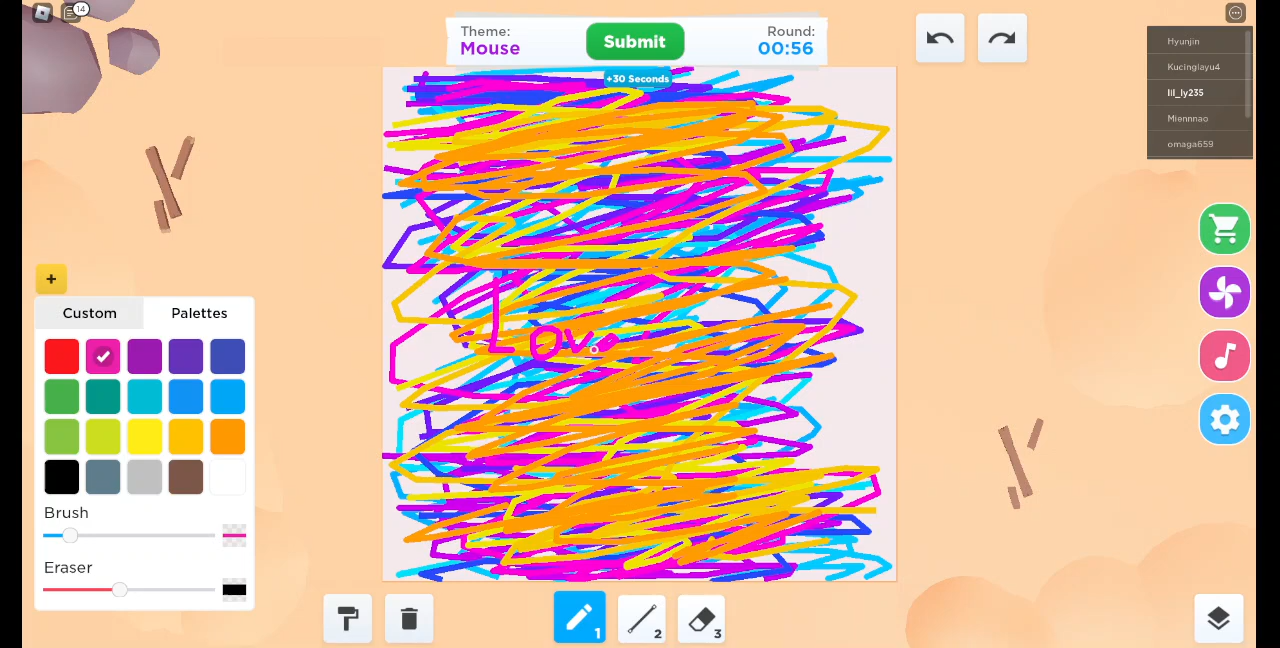 14
Theme:
Mouse
Submit
Round:
00:56
+30 Seconds
Hyunjin
Kucingiayu4
lil_ly235
Miennnao
omaga659
+
Custom
Palettes
Love
Brush
Eraser
1
2
3